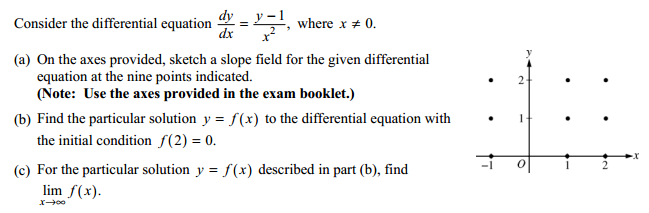 Consider the differential equation dy/dx = (y − 1)/x², where x ≠ 0.
(a) On the axes provided, sketch a slope field for the given differential
equation at the nine points indicated.
(Note: Use the axes provided in the exam booklet.)
(b) Find the particular solution y = f(x) to the differential equation with
the initial condition f(2) = 0.
(c) For the particular solution y = f(x) described in part (b), find
lim f(x).
x→∞
y
2
1
−1 O 1 2 x